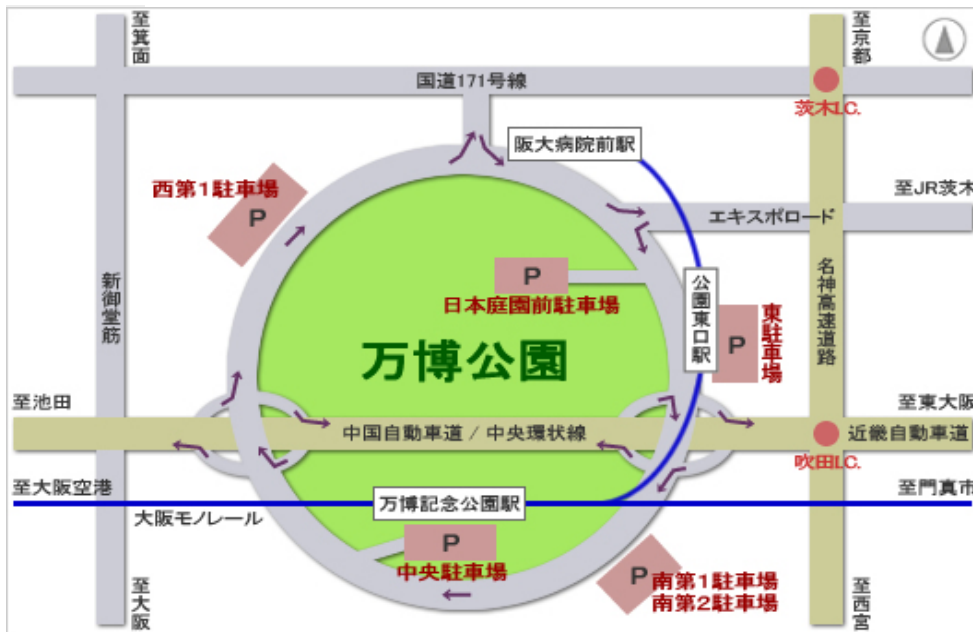 至箕面
至京都
国道171号線
茨木I.C.
阪大病院前駅
西第1駐車場
P
至JR茨木
エキスポロード
新御堂筋
P
日本庭園前駐車場
公園東口駅
P
東駐車場
名神高速道路
万博公園
至池田
至東大阪
中国自動車道 / 中央環状線
近畿自動車道
吹田I.C.
至大阪空港
万博記念公園駅
至門真市
大阪モノレール
P
中央駐車場
P
南第1駐車場
南第2駐車場
至大阪
至西宮